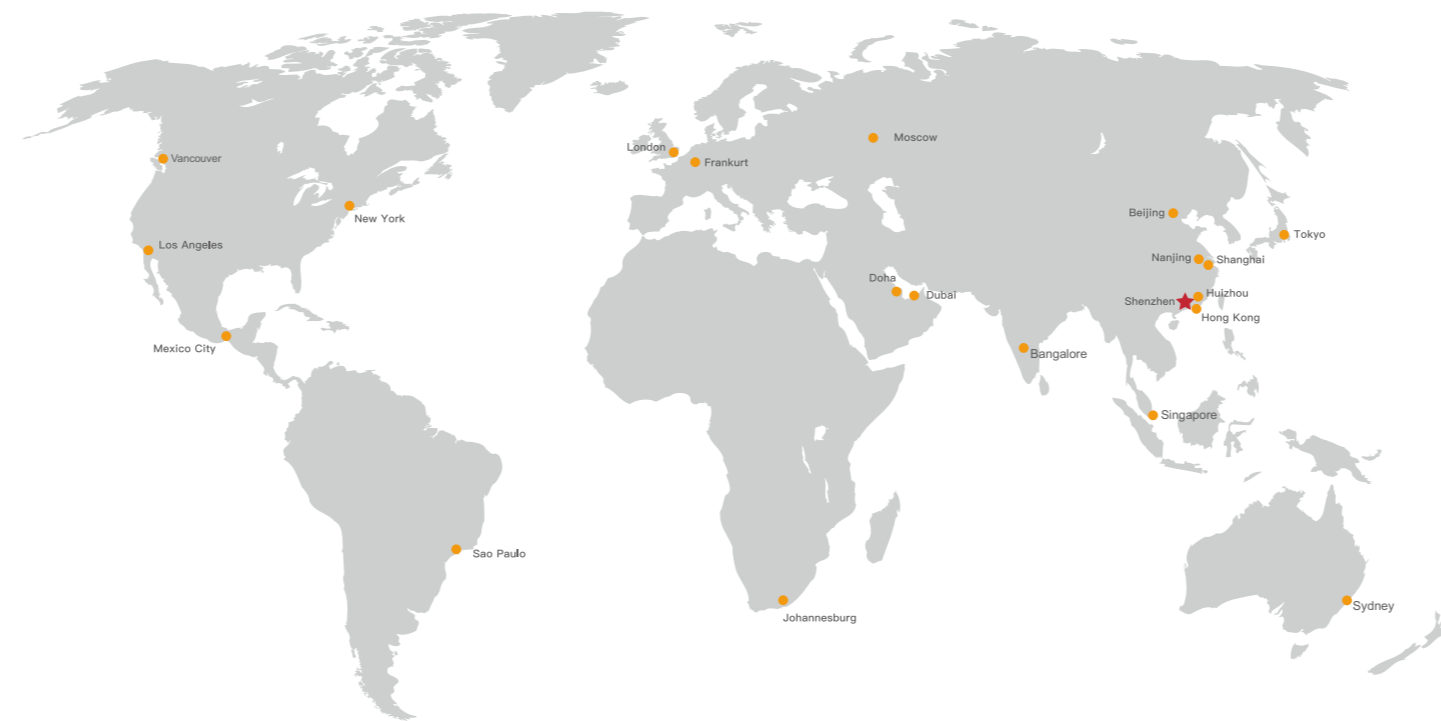 Moscow
London
Frankurt
Vancouver
New York
Los Angeles
Beijing
Tokyo
Nanjing
Shanghai
Doha
Dubai
Huizhou
Shenzhen
Hong Kong
Mexico City
Bangalore
Singapore
Sao Paulo
Sydney
Johannesburg